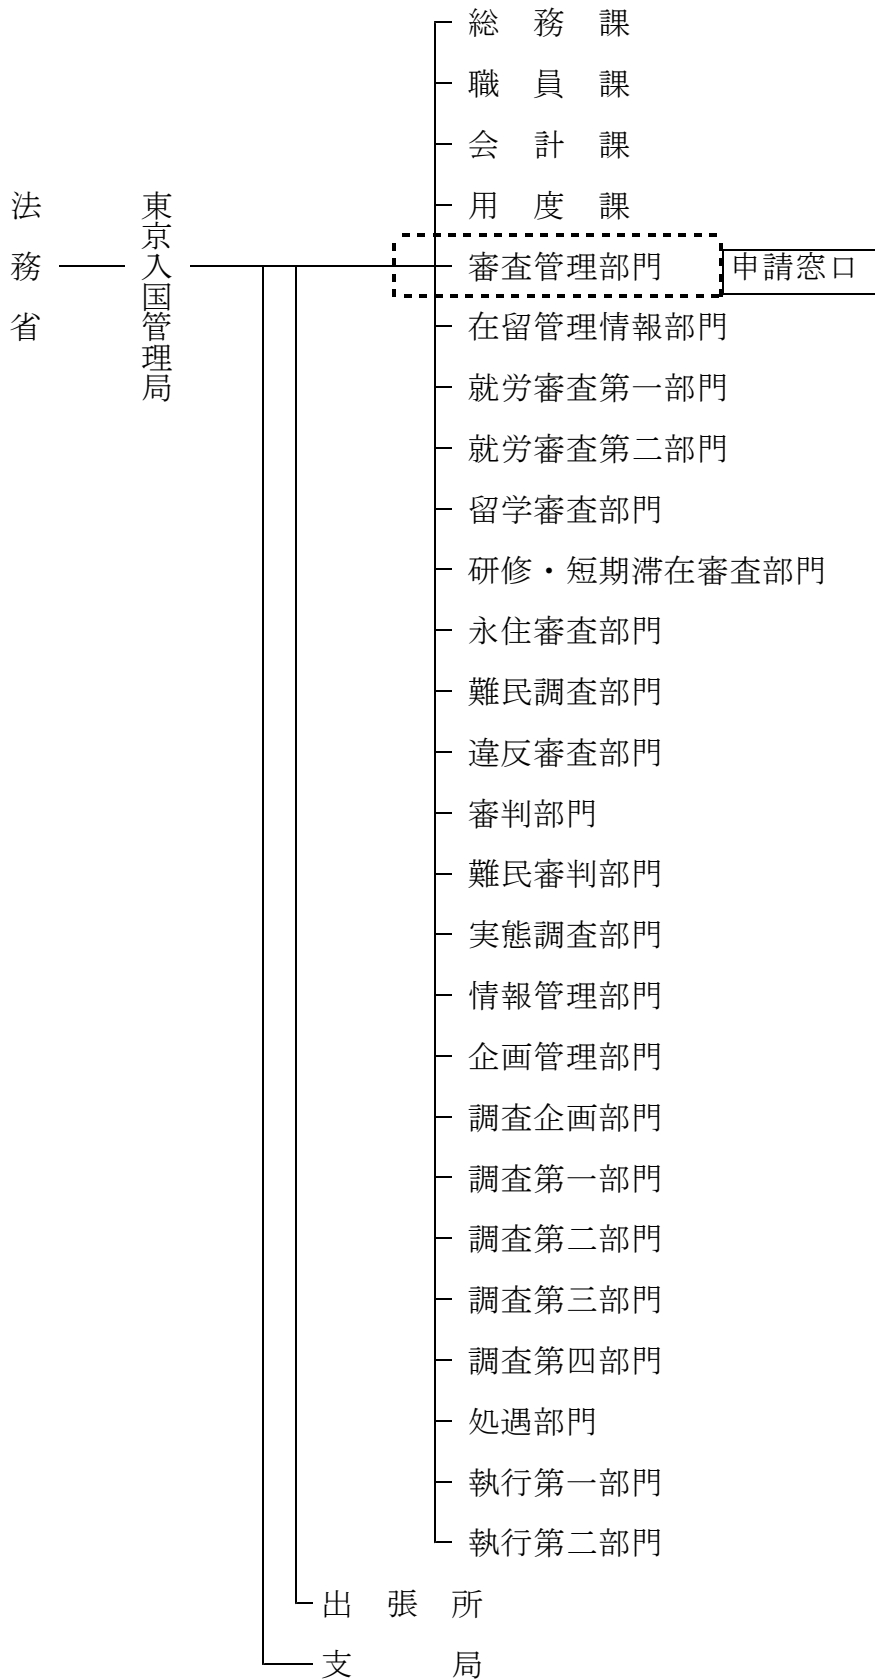 法務省
東京入国管理局
総務課
職員課
会計課
用度課
審査管理部門
申請窓口
在留管理情報部門
就労審査第一部門
就労審査第二部門
留学審査部門
研修・短期滞在審査部門
永住審査部門
難民調査部門
違反審査部門
審判部門
難民審判部門
実態調査部門
情報管理部門
企画管理部門
調査企画部門
調査第一部門
調査第二部門
調査第三部門
調査第四部門
処遇部門
執行第一部門
執行第二部門
出張所
支局